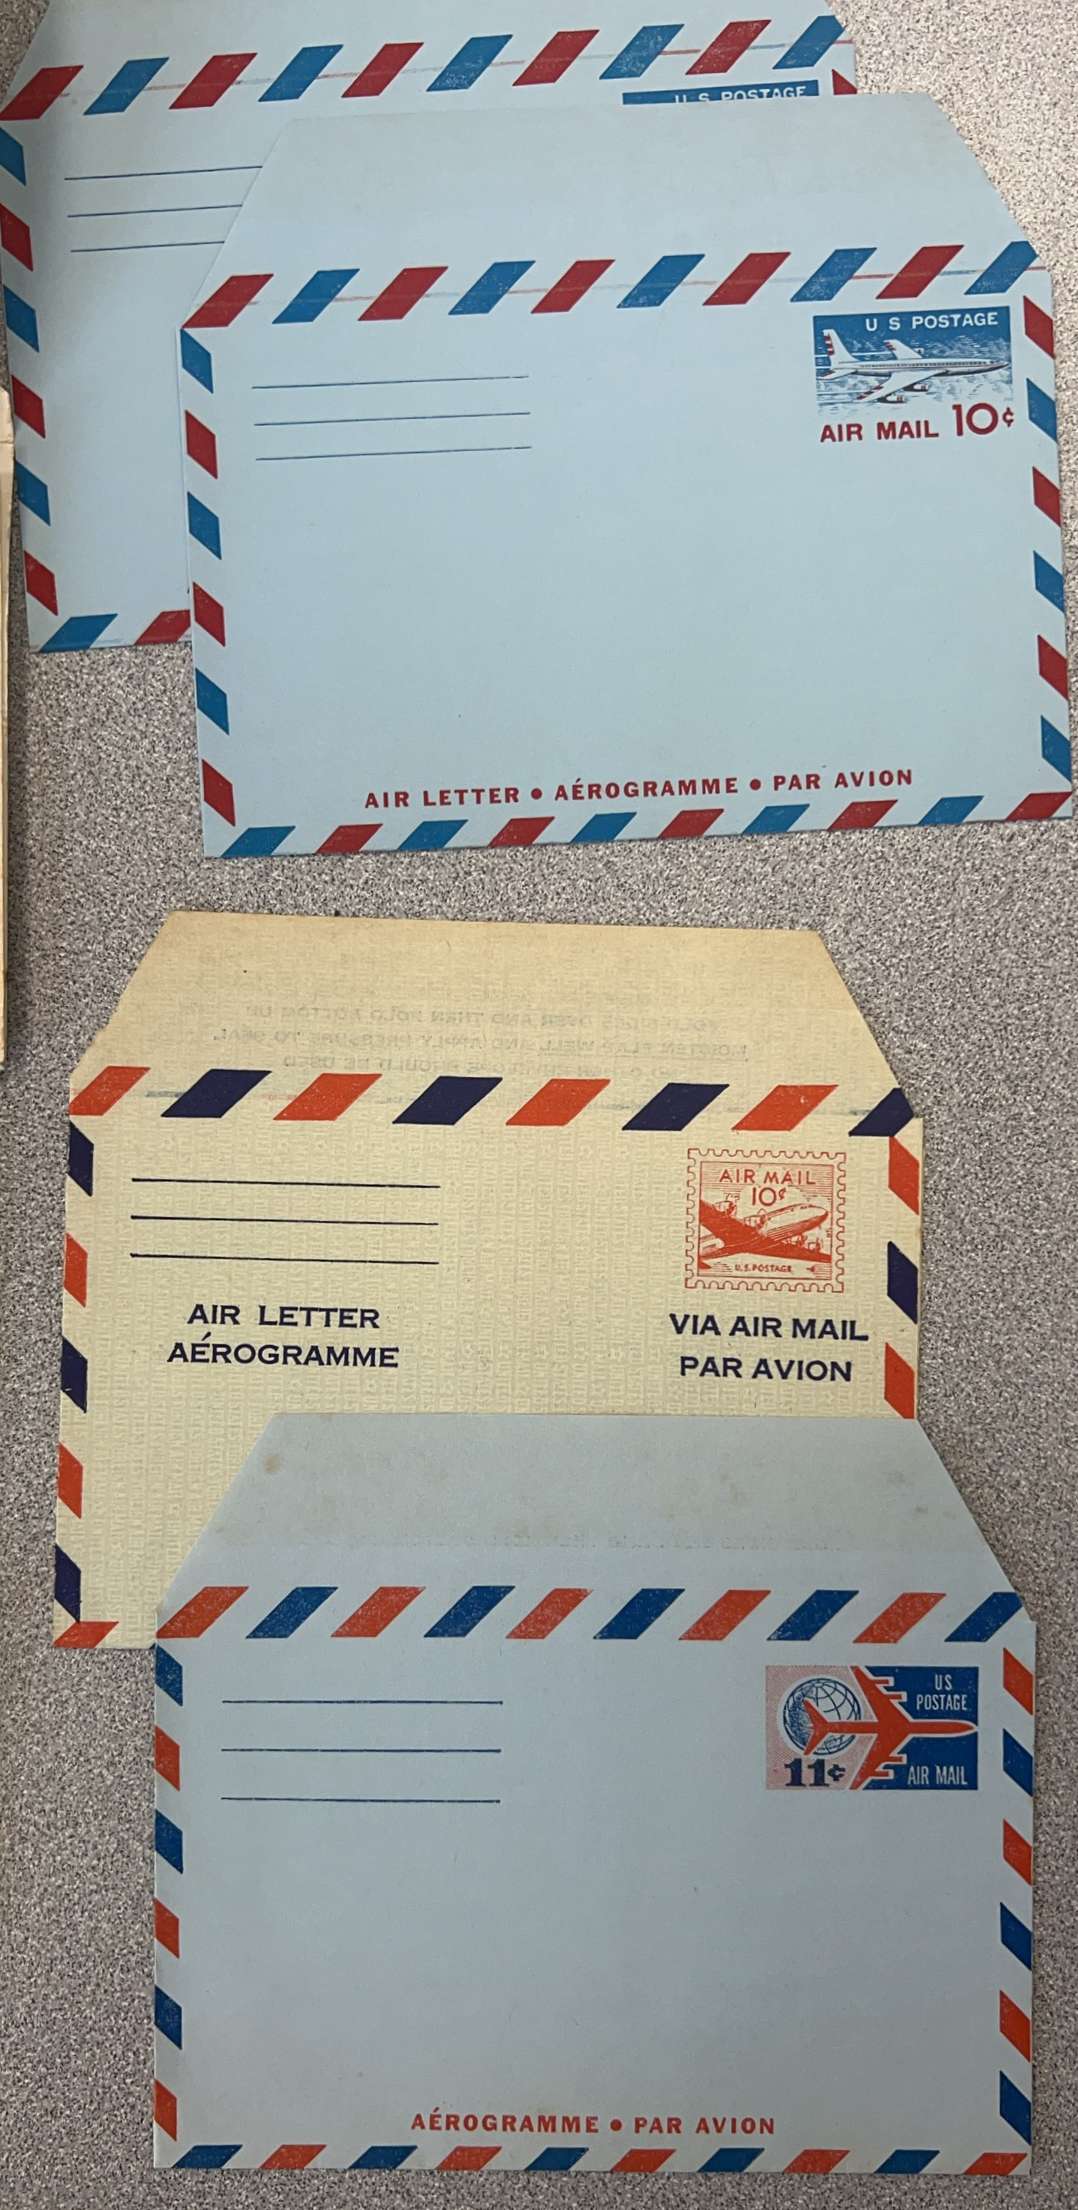 U S POSTAGE
U S POSTAGE
AIR MAIL 10¢
AIR LETTER • AÉROGRAMME • PAR AVION
AIR MAIL
10¢
U.S. POSTAGE
AIR LETTER
AÉROGRAMME
VIA AIR MAIL
PAR AVION
US
POSTAGE
11¢ AIR MAIL
AÉROGRAMME • PAR AVION